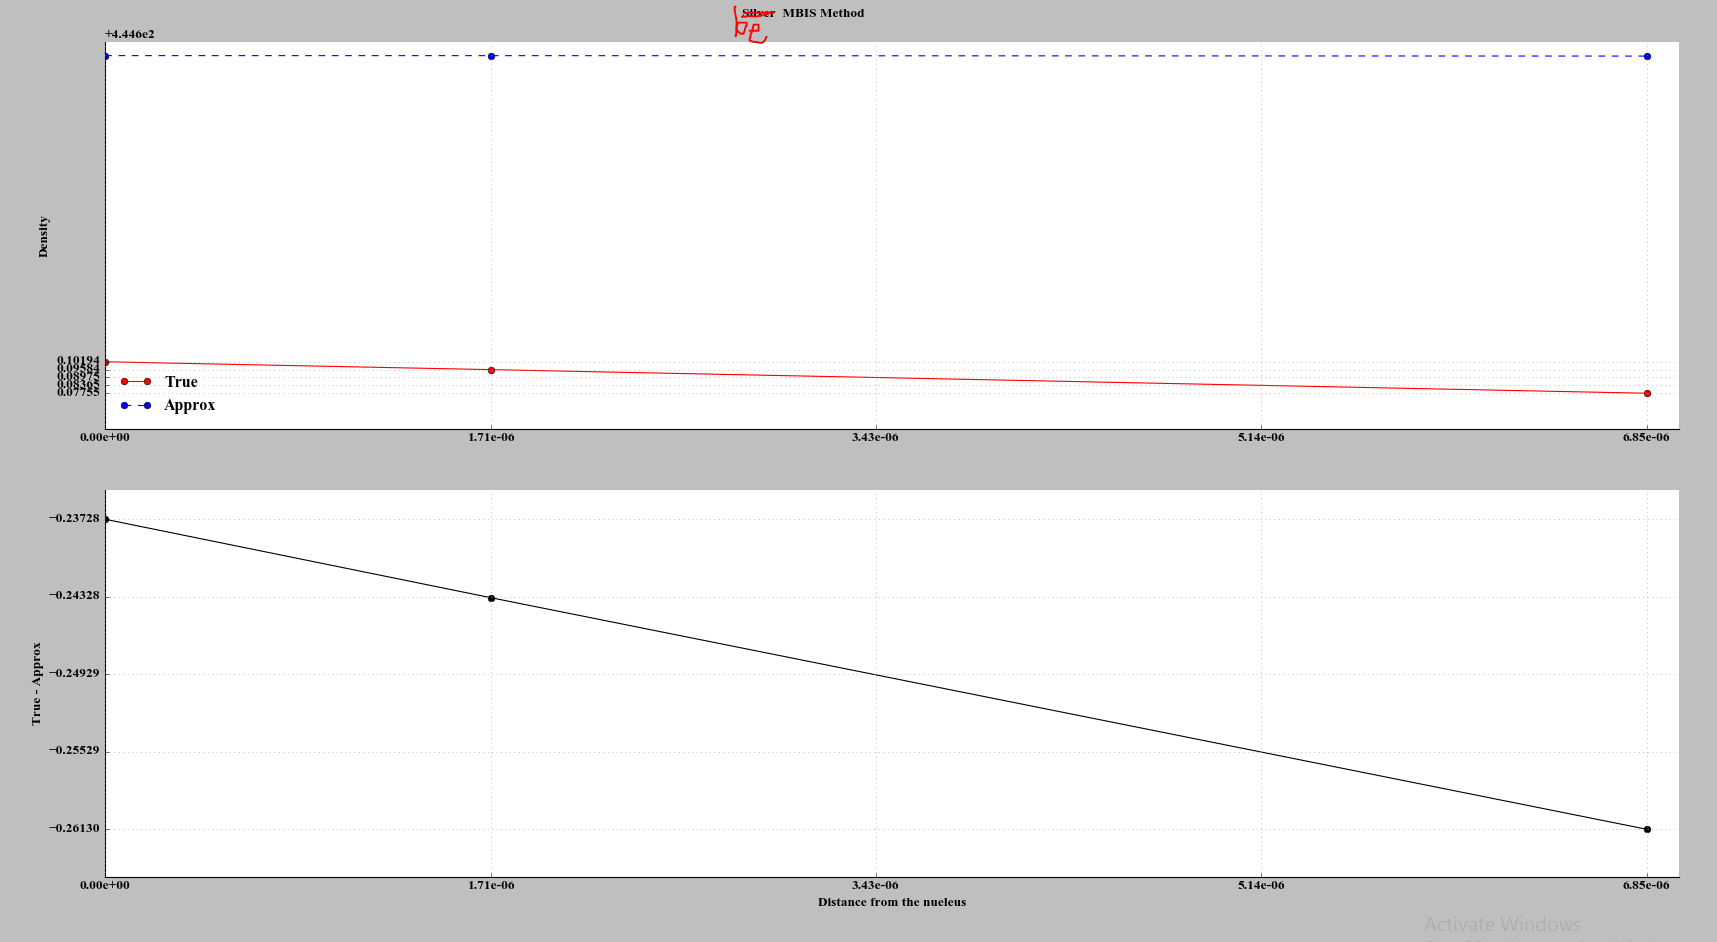 Silver MBIS Method
be
+4.446e2
Density
0.10194
0.09584
0.08975
0.08365
0.07755
True
Approx
0.00e+00 1.71e-06 3.43e-06 5.14e-06 6.85e-06
True - Approx
−0.23728
−0.24328
−0.24929
−0.25529
−0.26130
0.00e+00 1.71e-06 3.43e-06 5.14e-06 6.85e-06
Distance from the nueleus
Activate Windows